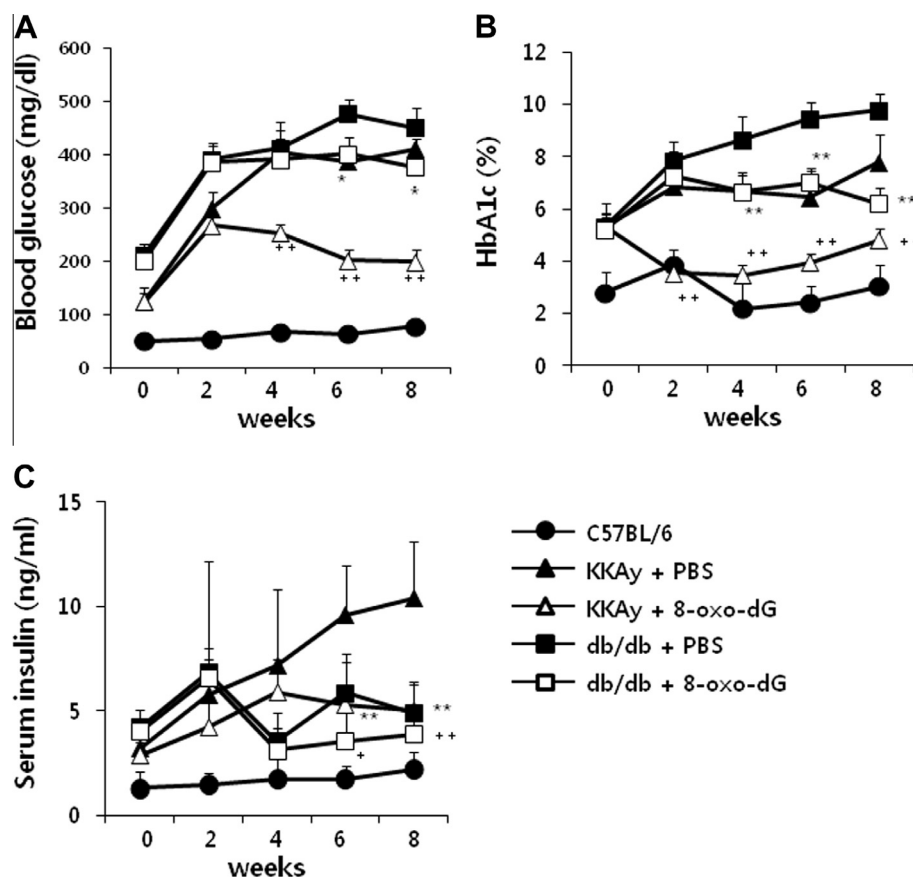 A
Blood glucose (mg/dl)
600
500
400
300
200
100
0
* *
++ ++ ++
0 2 4 6 8
weeks
B
HbA1c (%)
12
10
8
6
4
2
0
**
** **
++ ++ +
++
0 2 4 6 8
weeks
C
Serum insulin (ng/ml)
15
10
5
0
** **
+ ++
0 2 4 6 8
weeks
C57BL/6
KKAy + PBS
KKAy + 8-oxo-dG
db/db + PBS
db/db + 8-oxo-dG